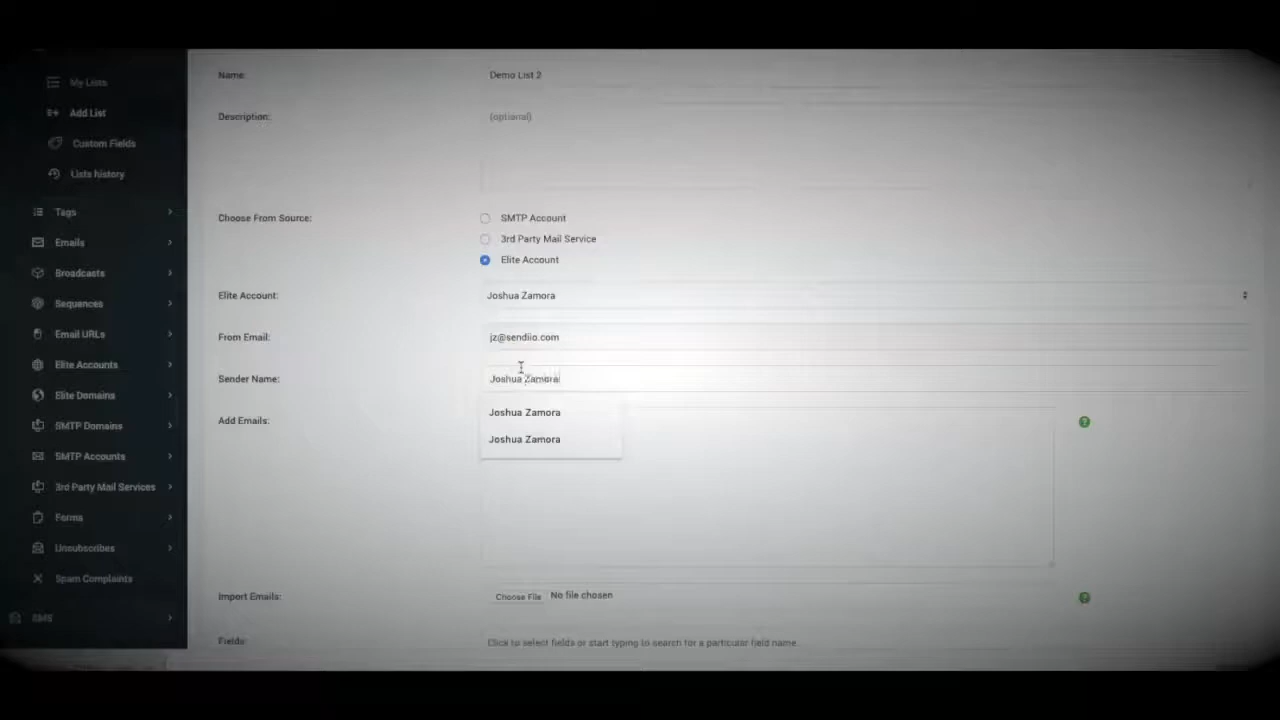 My Lists
Add List
Custom Fields
Lists history
Tags
Emails
Broadcasts
Sequences
Email URLs
Elite Accounts
Elite Domains
SMTP Domains
SMTP Accounts
3rd Party Mail Services
Forms
Unsubscribes
Spam Complaints
SMS
Name: Demo List 2
Description: (optional)
Choose From Source: SMTP Account
3rd Party Mail Service
Elite Account
Elite Account: Joshua Zamora
From Email: jz@sendiio.com
Sender Name: Joshua Zamora
Joshua Zamora
Joshua Zamora
Add Emails:
Import Emails: Choose File No file chosen
Fields: Click to select fields or start typing to search for a particular field name